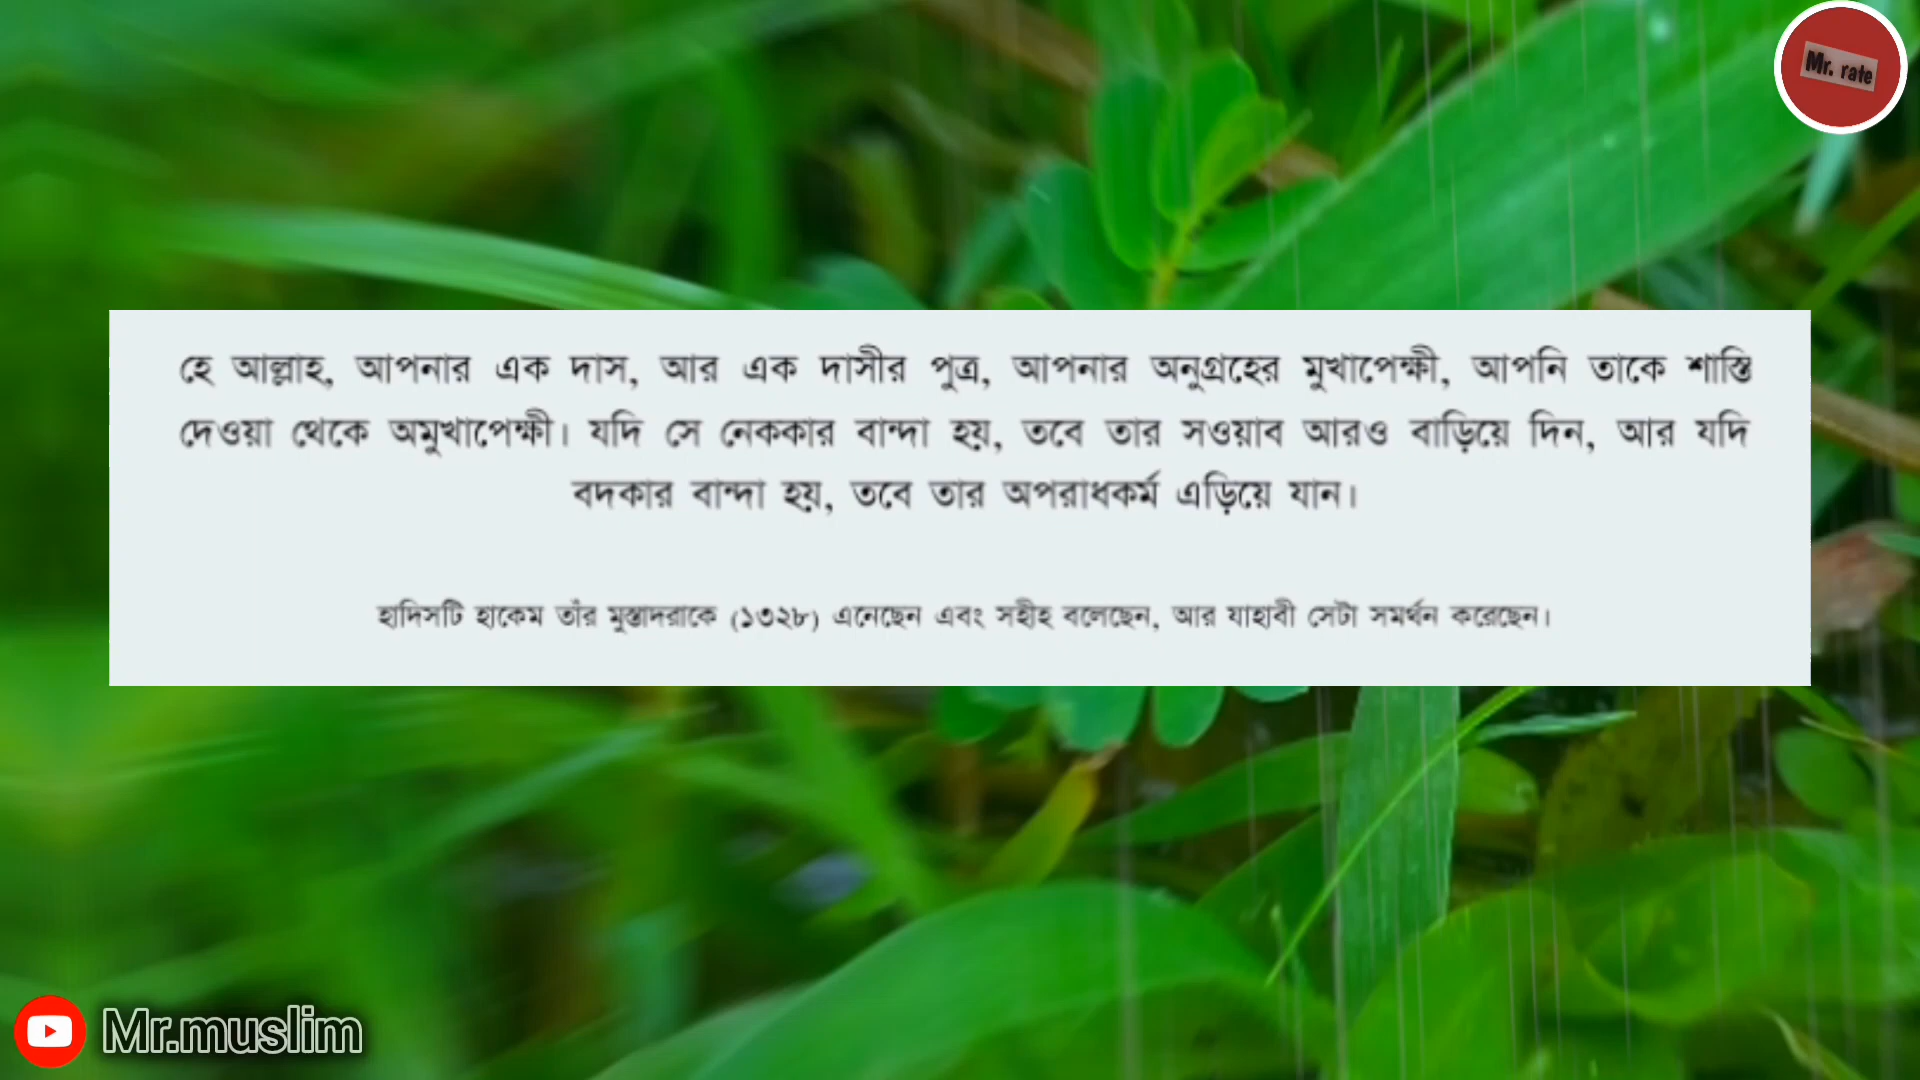 Mr. rate
হে আল্লাহ, আপনার এক দাস, আর এক দাসীর পুত্র, আপনার অনুগ্রহের মুখাপেক্ষী, আপনি তাকে শাস্তি
দেওয়া থেকে অমুখাপেক্ষী। যদি সে নেককার বান্দা হয়, তবে তার সওয়াব আরও বাড়িয়ে দিন, আর যদি
বদকার বান্দা হয়, তবে তার অপরাধকর্ম এড়িয়ে যান।
হাদিসটি হাকেম তাঁর মুস্তাদরাকে (১৩২৮) এনেছেন এবং সহীহ বলেছেন, আর যাহাবী সেটা সমর্থন করেছেন।
Mr.muslim